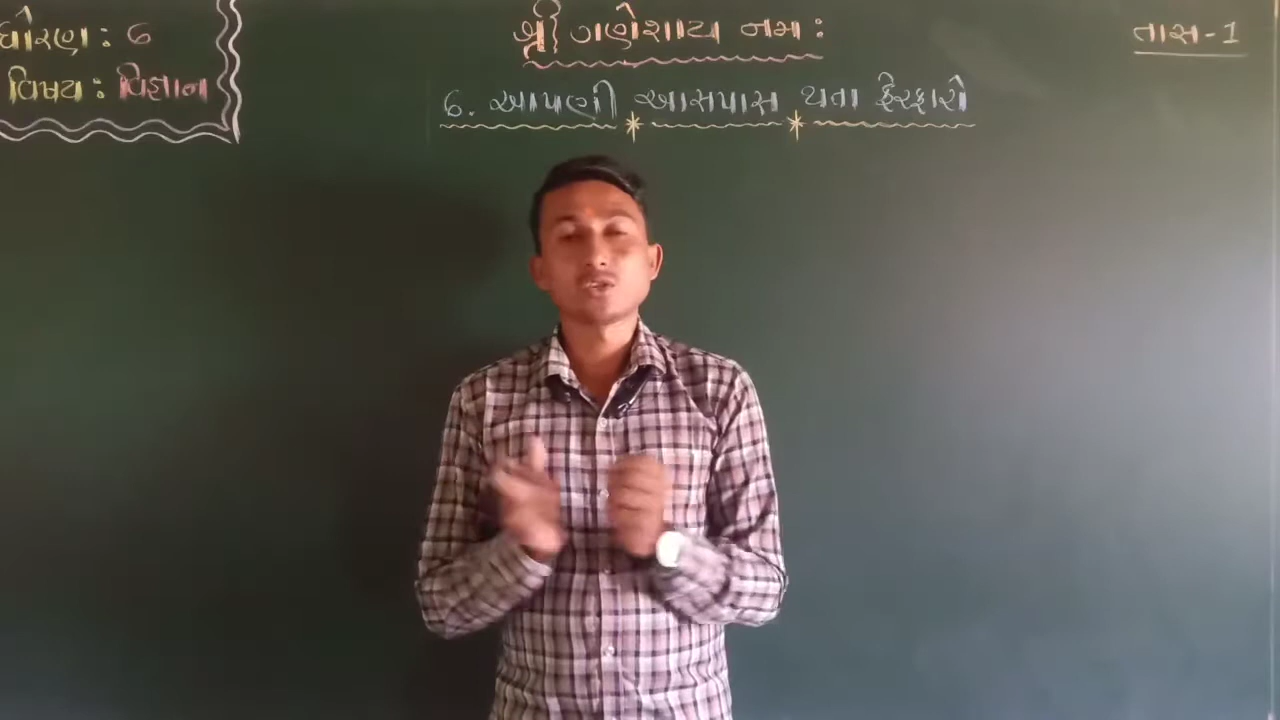 ધોરણ : 6
વિષય : વિજ્ઞાન
શ્રી ગણેશાય નમઃ
6. આપણી આસપાસ થતા ફેરફારો
તાસ-1